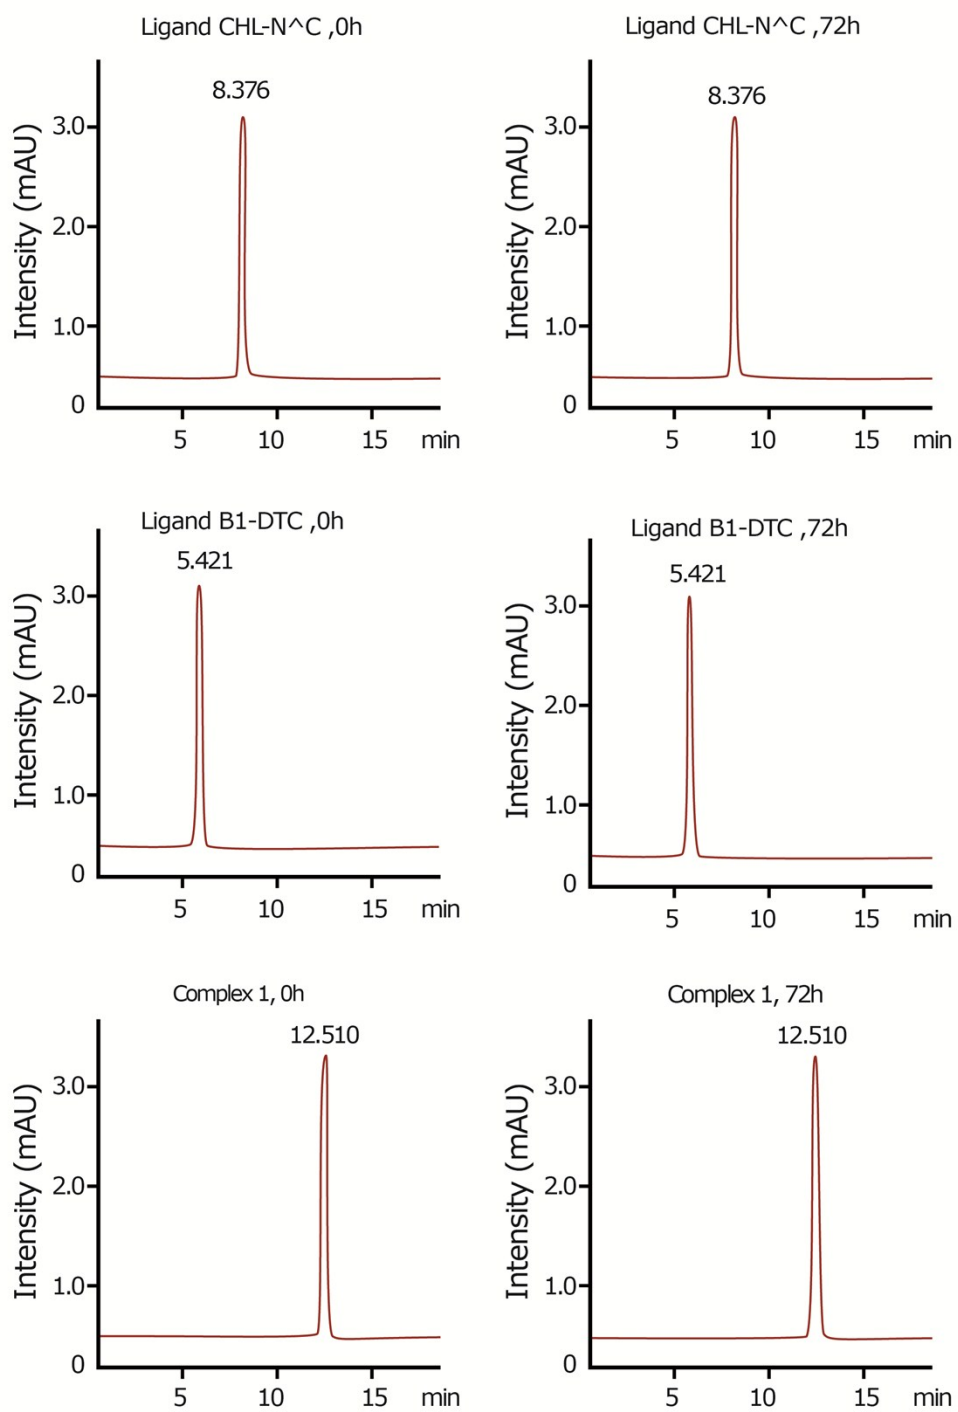 Ligand CHL-N^C ,0h
8.376
Intensity (mAU)
3.0
2.0
1.0
0
5 10 15 min
Ligand CHL-N^C ,72h
8.376
Intensity (mAU)
3.0
2.0
1.0
0
5 10 15 min
Ligand B1-DTC ,0h
5.421
Intensity (mAU)
3.0
2.0
1.0
0
5 10 15 min
Ligand B1-DTC ,72h
5.421
Intensity (mAU)
3.0
2.0
1.0
0
5 10 15 min
Complex 1, 0h
12.510
Intensity (mAU)
3.0
2.0
1.0
0
5 10 15 min
Complex 1, 72h
12.510
Intensity (mAU)
3.0
2.0
1.0
0
5 10 15 min